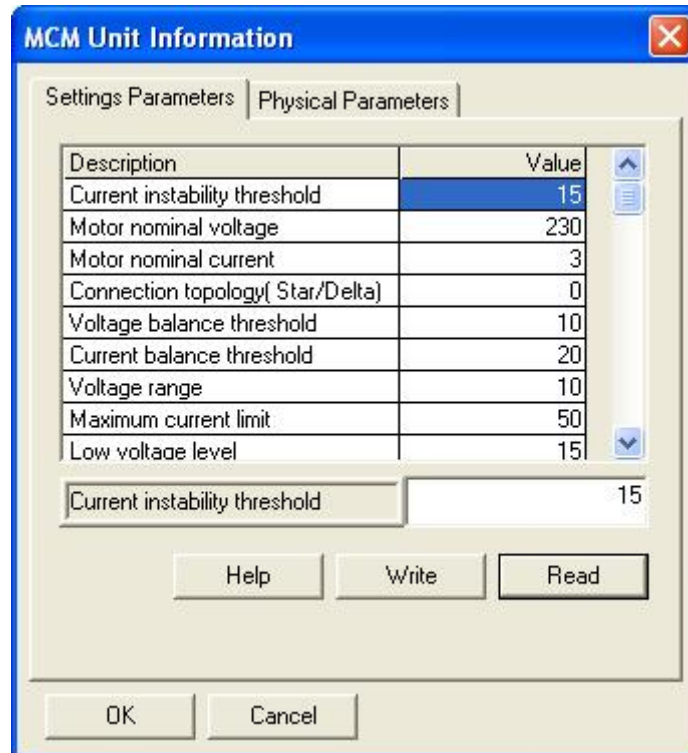 MCM Unit Information
Settings Parameters Physical Parameters
Description Value
Current instability threshold 15
Motor nominal voltage 230
Motor nominal current 3
Connection topology( Star/Delta) 0
Voltage balance threshold 10
Current balance threshold 20
Voltage range 10
Maximum current limit 50
Low voltage level 15
Current instability threshold 15
Help Write Read
OK Cancel